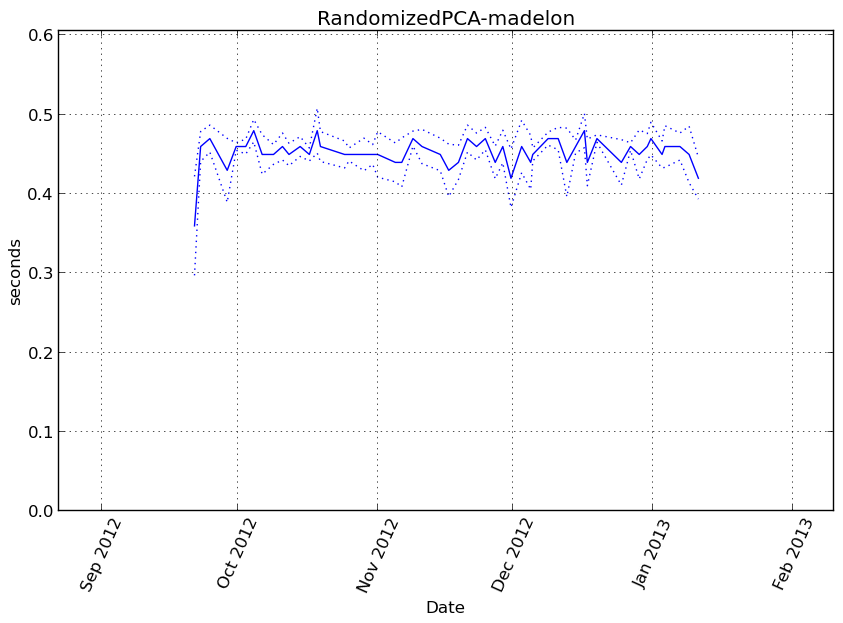 RandomizedPCA-madelon
0.6
0.5
0.4
0.3
0.2
0.1
0.0
seconds
Sep 2012
Oct 2012
Nov 2012
Dec 2012
Jan 2013
Feb 2013
Date